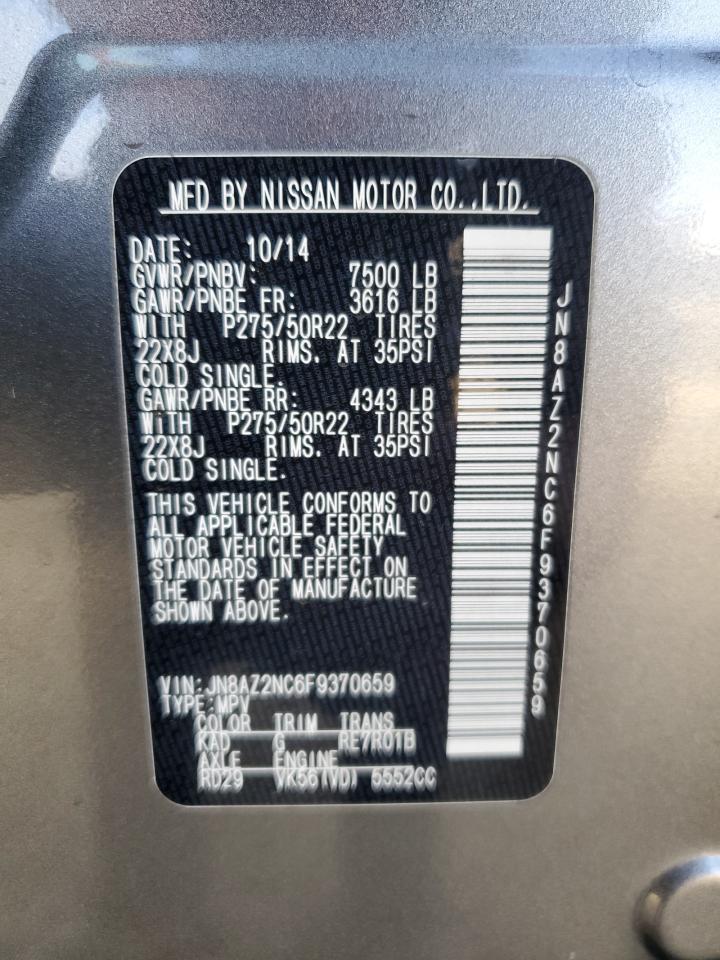 MFD BY NISSAN MOTOR CO.,LTD.
DATE: 10/14
GVWR/PNBV: 7500 LB
GAWR/PNBE FR: 3616 LB
WITH P275/50R22 TIRES
22X8J RIMS. AT 35PSI
COLD SINGLE.
GAWR/PNBE RR: 4343 LB
WITH P275/50R22 TIRES
22X8J RIMS. AT 35PSI
COLD SINGLE.
THIS VEHICLE CONFORMS TO
ALL APPLICABLE FEDERAL
MOTOR VEHICLE SAFETY
STANDARDS IN EFFECT ON
THE DATE OF MANUFACTURE
SHOWN ABOVE.
VIN:JN8AZ2NC6F9370659
TYPE:MPV
COLOR TRIM TRANS
KAD G RE7R01B
AXLE ENGINE
RD29 VK56(VD) 5552CC
JN8AZ2NC6F9370659